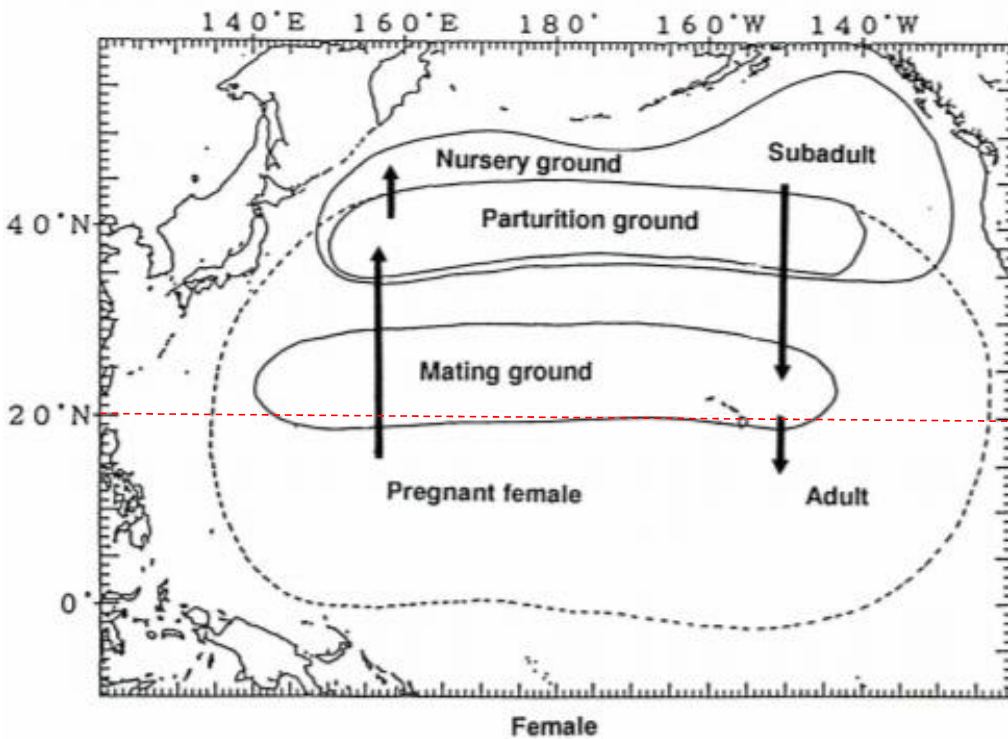 140°E 160°E 180° 160°W 140°W
Nursery ground
Subadult
40°N
Parturition ground
Mating ground
20°N
Pregnant female
Adult
0°
Female